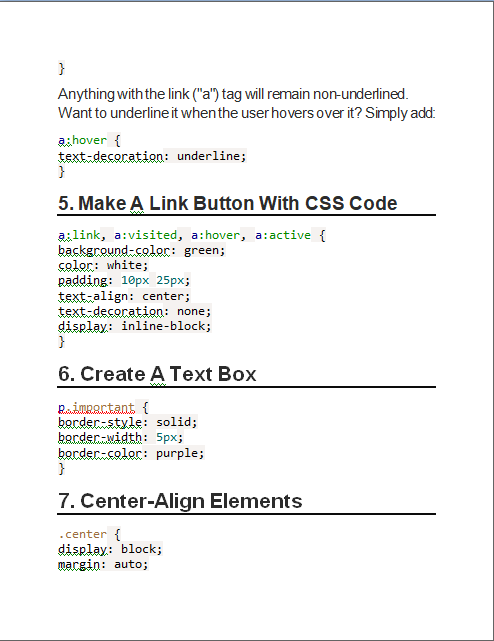 }
Anything with the link ("a") tag will remain non-underlined.
Want to underline it when the user hovers over it? Simply add:
a:hover {
text-decoration: underline;
}
5. Make A Link Button With CSS Code
a:link, a:visited, a:hover, a:active {
background-color: green;
color: white;
padding: 10px 25px;
text-align: center;
text-decoration: none;
display: inline-block;
}
6. Create A Text Box
p.important {
border-style: solid;
border-width: 5px;
border-color: purple;
}
7. Center-Align Elements
.center {
display: block;
margin: auto;